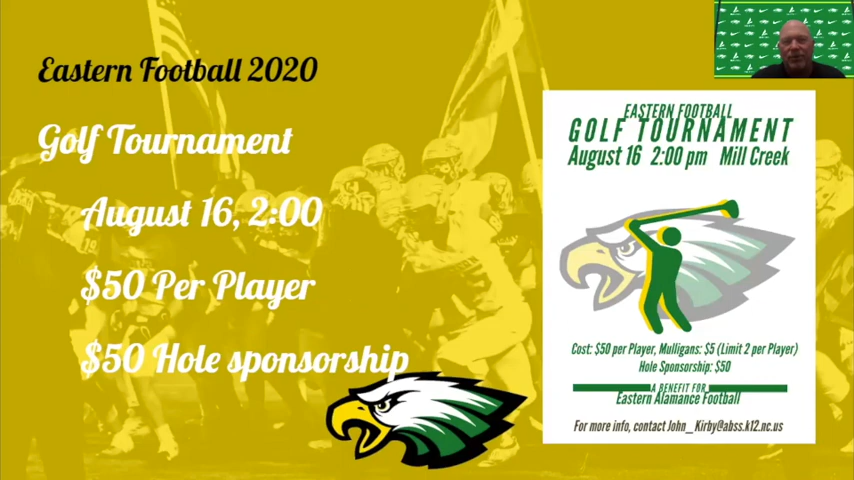 Eastern Football 2020
Golf Tournament
August 16, 2:00
$50 Per Player
$50 Hole sponsorship
EASTERN FOOTBALL
GOLF TOURNAMENT
August 16 2:00 pm Mill Creek
Cost: $50 per Player, Mulligans: $5 (Limit 2 per Player)
Hole Sponsorship: $50
A BENEFIT FOR
Eastern Alamance Football
For more info, contact John_Kirby@abss.k12.nc.us